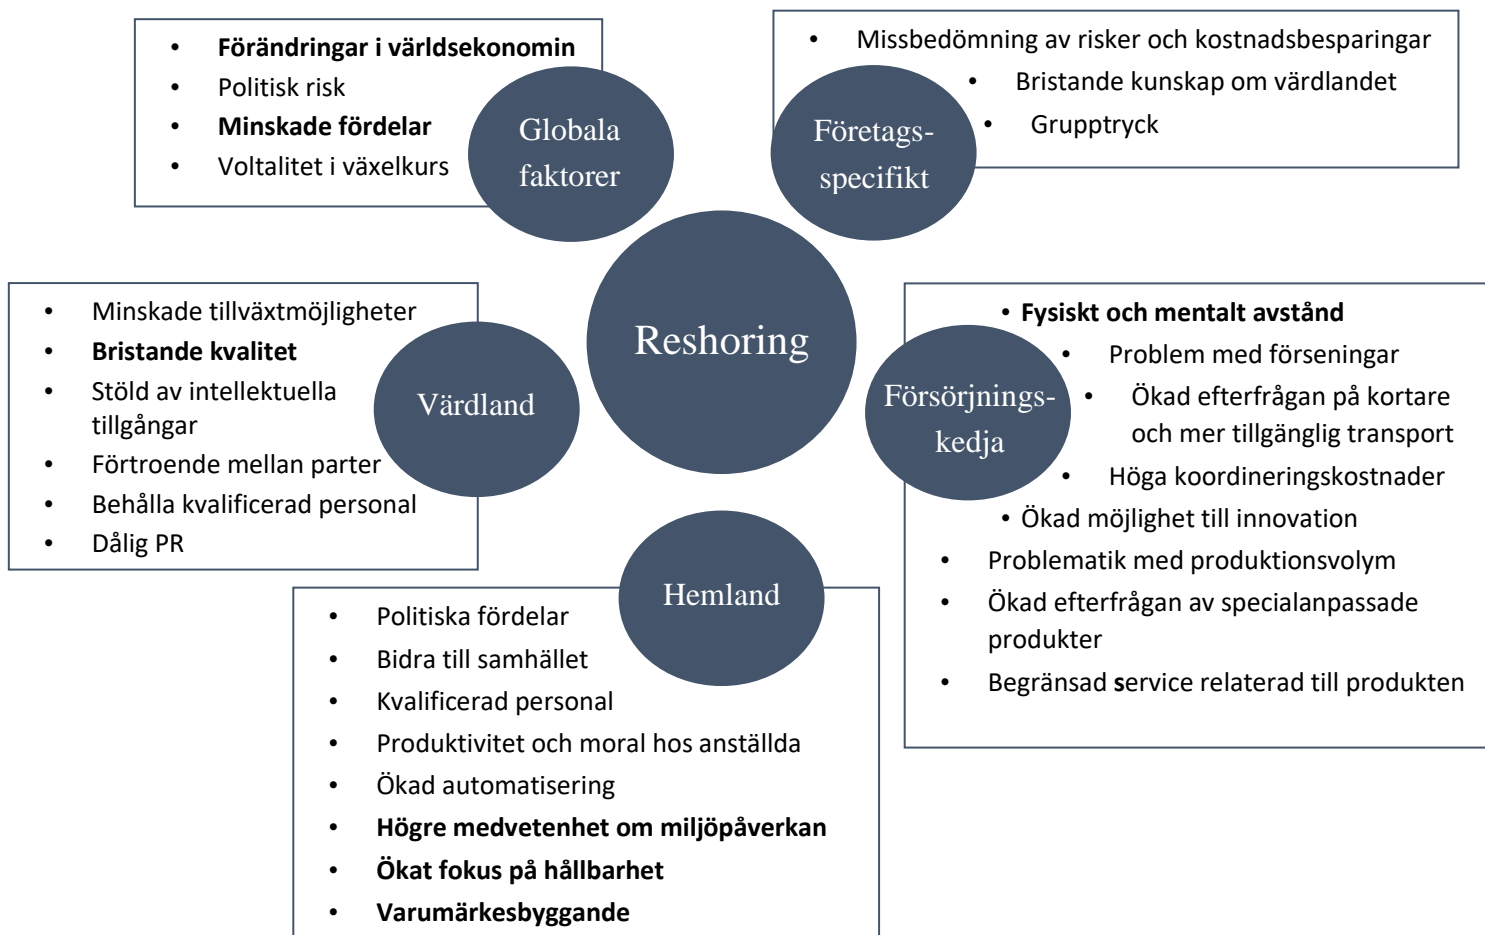 • Förändringar i världsekonomin
• Politisk risk
• Minskade fördelar
• Voltalitet i växelkurs
Globala
faktorer
• Missbedömning av risker och kostnadsbesparingar
• Bristande kunskap om värdlandet
• Grupptryck
Företags-
specifikt
Reshoring
• Minskade tillväxtmöjligheter
• Bristande kvalitet
• Stöld av intellektuella
tillgångar
• Förtroende mellan parter
• Behålla kvalificerad personal
• Dålig PR
Värdland
• Fysiskt och mentalt avstånd
• Problem med förseningar
• Ökad efterfrågan på kortare
och mer tillgänglig transport
• Höga koordineringskostnader
• Ökad möjlighet till innovation
• Problematik med produktionsvolym
• Ökad efterfrågan av specialanpassade
produkter
• Begränsad service relaterad till produkten
Försörjnings-
kedja
Hemland
• Politiska fördelar
• Bidra till samhället
• Kvalificerad personal
• Produktivitet och moral hos anställda
• Ökad automatisering
• Högre medvetenhet om miljöpåverkan
• Ökat fokus på hållbarhet
• Varumärkesbyggande